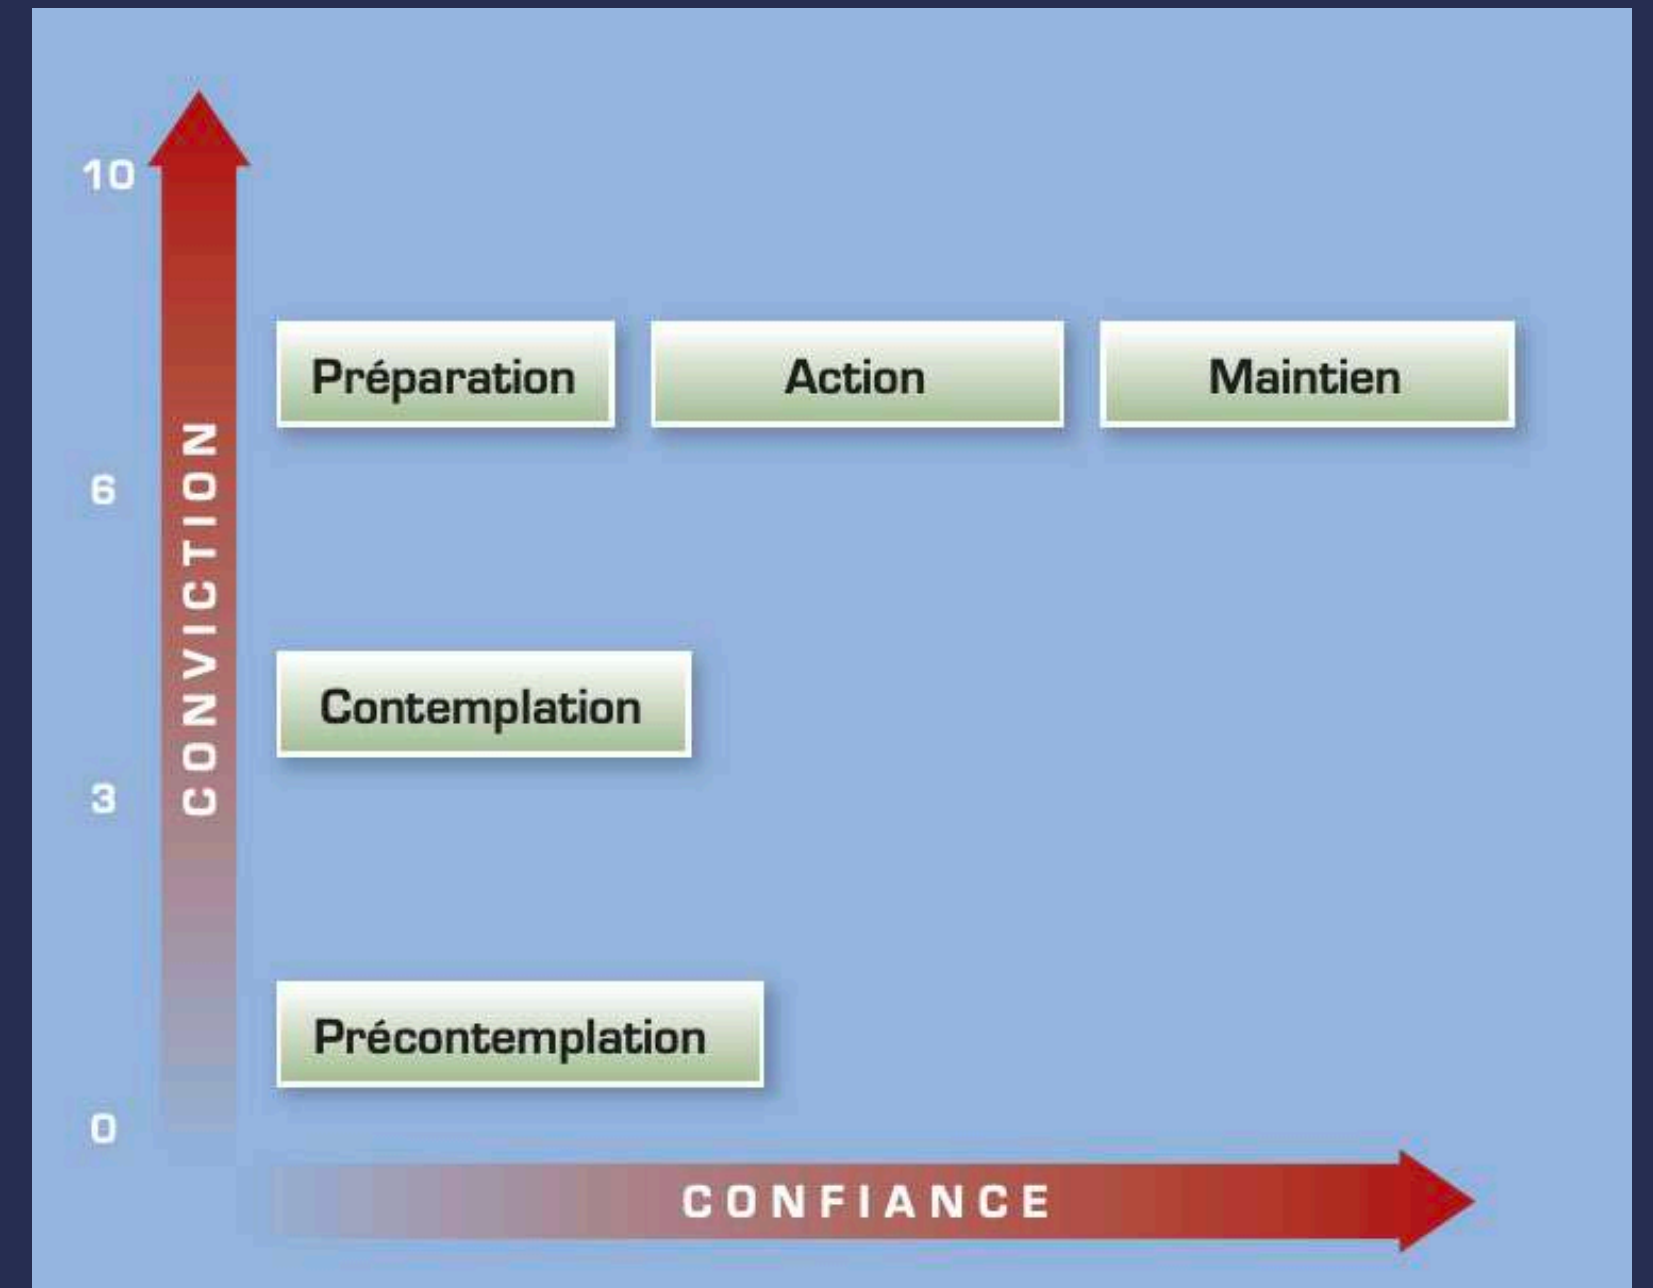 10
Préparation Action Maintien
6
CONVICTION
Contemplation
3
Précontemplation
0
CONFIANCE